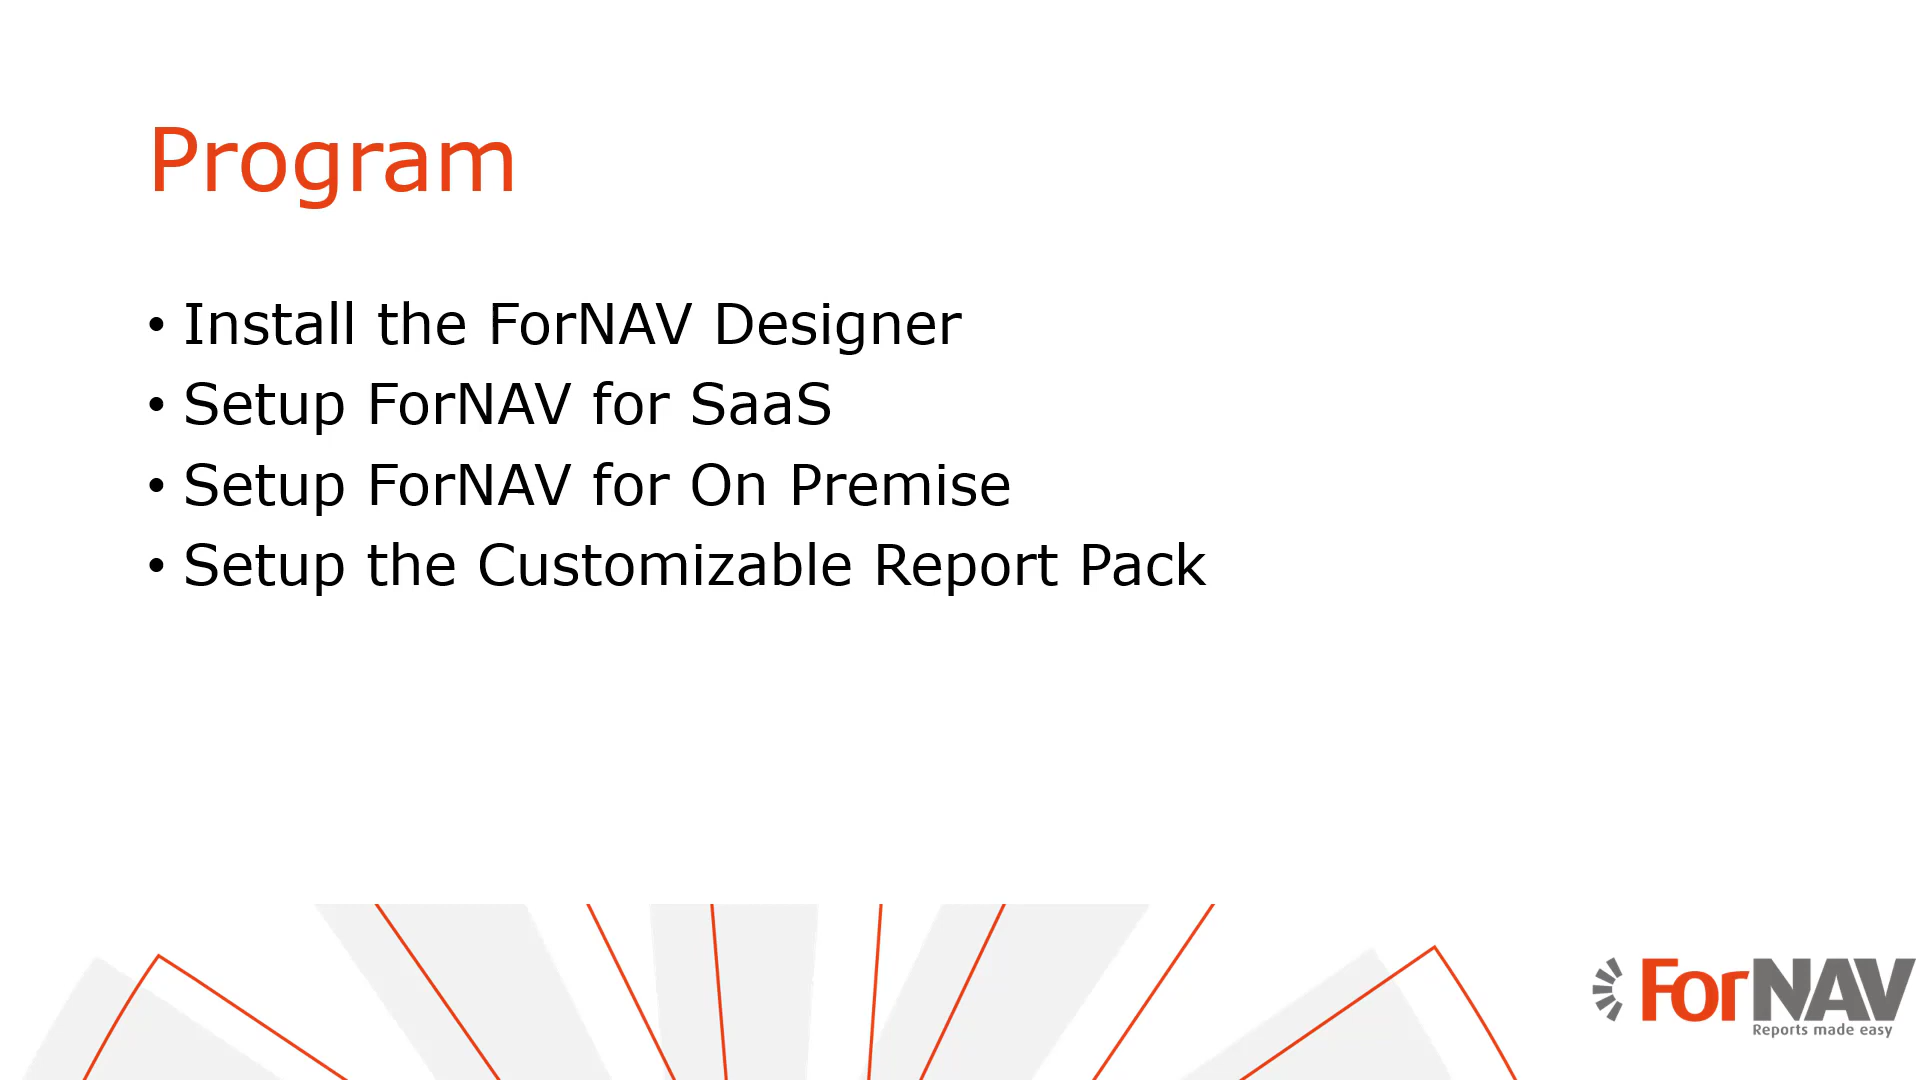 Program
• Install the ForNAV Designer
• Setup ForNAV for SaaS
• Setup ForNAV for On Premise
• Setup the Customizable Report Pack
ForNAV
Reports made easy